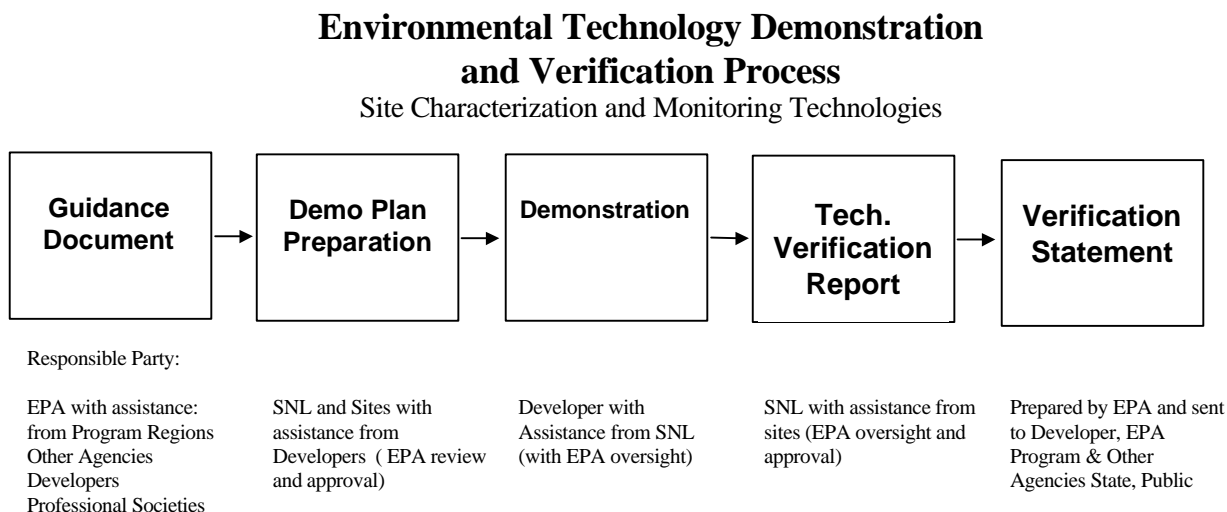 Environmental Technology Demonstration
and Verification Process
Site Characterization and Monitoring Technologies
Guidance
Document
Demo Plan
Preparation
Demonstration
Tech.
Verification
Report
Verification
Statement
Responsible Party:
EPA with assistance:
from Program Regions
Other Agencies
Developers
Professional Societies
SNL and Sites with
assistance from
Developers ( EPA review
and approval)
Developer with
Assistance from SNL
(with EPA oversight)
SNL with assistance from
sites (EPA oversight and
approval)
Prepared by EPA and sent
to Developer, EPA
Program & Other
Agencies State, Public